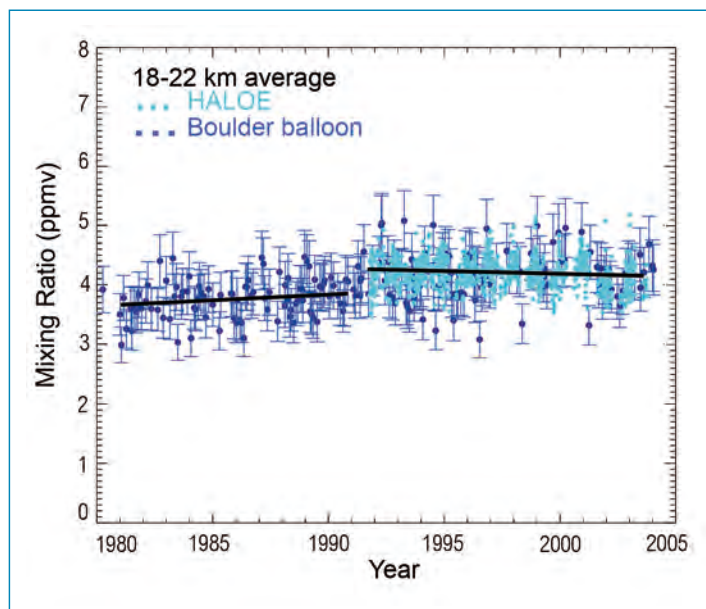 8
7
6
5
4
3
2
1
0
Mixing Ratio (ppmv)
18-22 km average
HALOE
Boulder balloon
1980 1985 1990 1995 2000 2005
Year